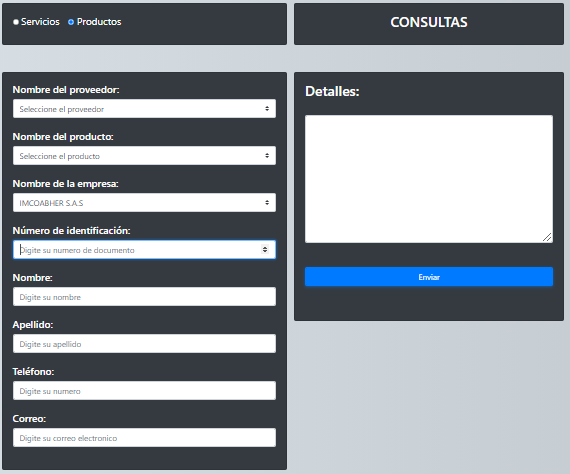 Servicios Productos
CONSULTAS
Nombre del proveedor:
Seleccione el proveedor
Nombre del producto:
Seleccione el producto
Nombre de la empresa:
IMCOABHER S.A.S
Número de identificación:
Digite su numero de documento
Nombre:
Digite su nombre
Apellido:
Digite su apellido
Teléfono:
Digite su numero
Correo:
Digite su correo electronico
Detalles:
Enviar